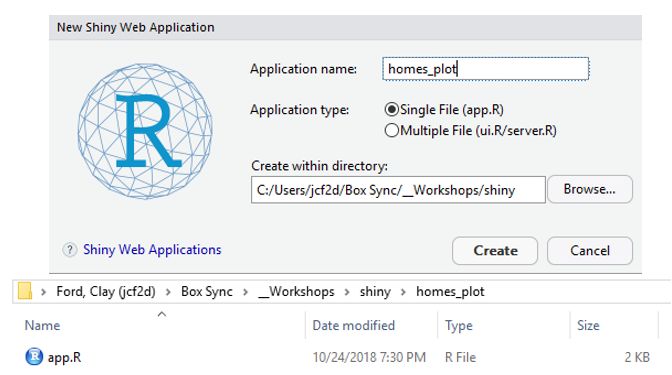 New Shiny Web Application
R
Application name: homes_plot
Application type: Single File (app.R)
Multiple File (ui.R/server.R)
Create within directory:
C:/Users/jcf2d/Box Sync/__Workshops/shiny Browse...
? Shiny Web Applications Create Cancel
Ford, Clay (jcf2d) > Box Sync > __Workshops > shiny > homes_plot
Name Date modified Type Size
R app.R 10/24/2018 7:30 PM R File 2 KB